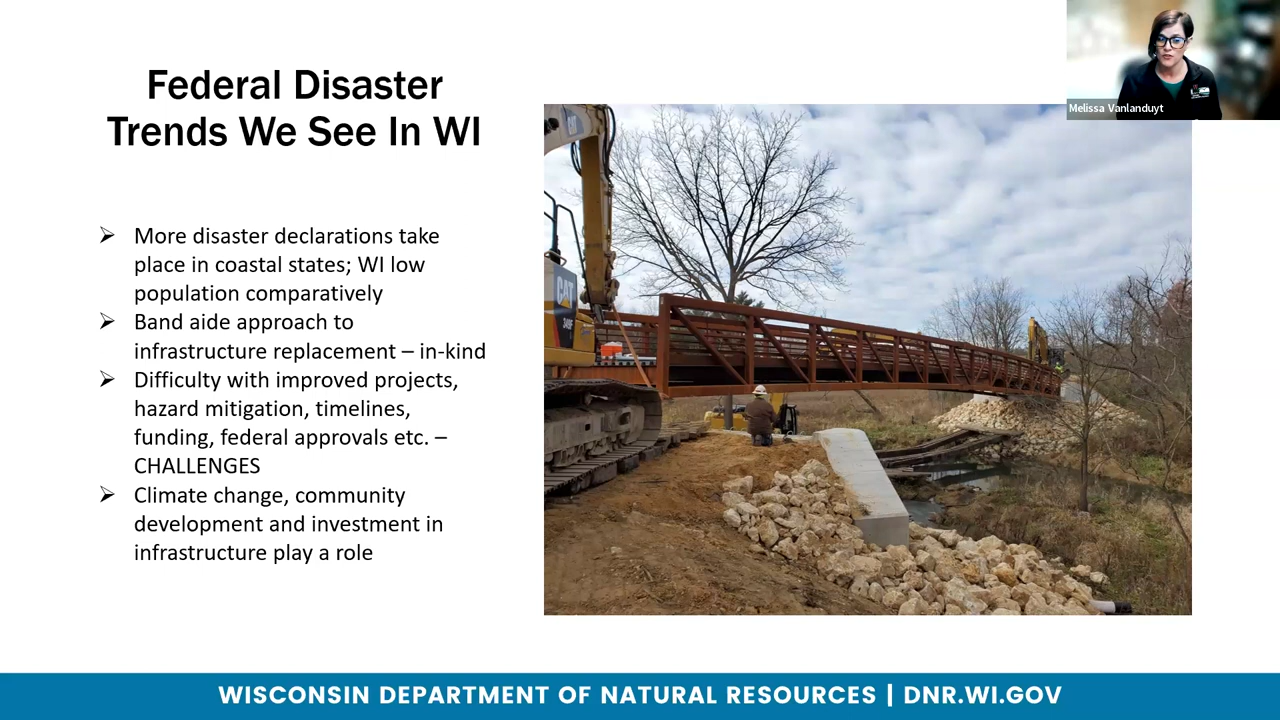 Melissa Vanlanduyt
Federal Disaster
Trends We See In WI
➢ More disaster declarations take
place in coastal states; WI low
population comparatively
➢ Band aide approach to
infrastructure replacement – in-kind
➢ Difficulty with improved projects,
hazard mitigation, timelines,
funding, federal approvals etc. –
CHALLENGES
➢ Climate change, community
development and investment in
infrastructure play a role
CAT
CAT
349F
WISCONSIN DEPARTMENT OF NATURAL RESOURCES | DNR.WI.GOV